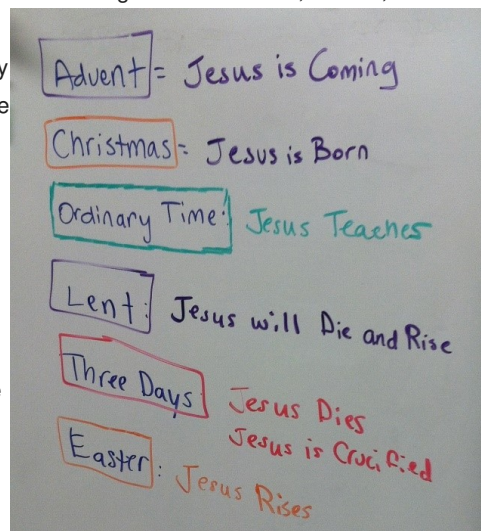 Advent = Jesus is Coming
Christmas = Jesus is Born
Ordinary Time: Jesus Teaches
Lent: Jesus will Die and Rise
Three Days Jesus Dies
Jesus is Crucified
Easter: Jesus Rises